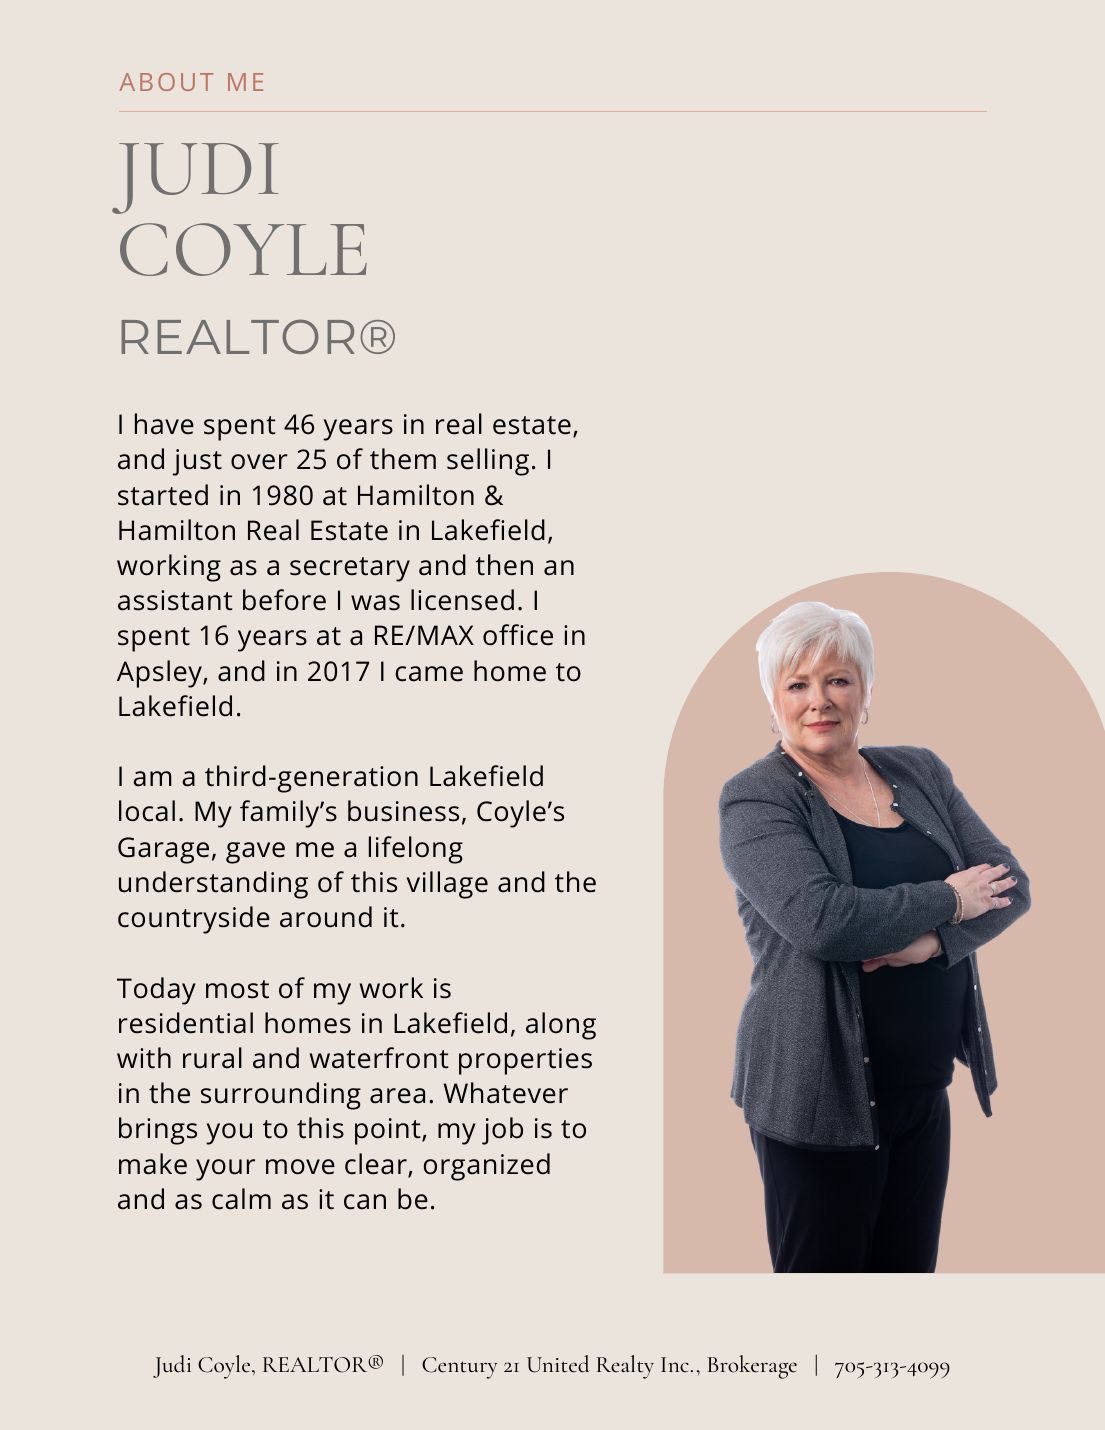 ABOUT ME
JUDI
COYLE
REALTOR®
I have spent 46 years in real estate,
and just over 25 of them selling. I
started in 1980 at Hamilton &
Hamilton Real Estate in Lakefield,
working as a secretary and then an
assistant before I was licensed. I
spent 16 years at a RE/MAX office in
Apsley, and in 2017 I came home to
Lakefield.
I am a third-generation Lakefield
local. My family’s business, Coyle’s
Garage, gave me a lifelong
understanding of this village and the
countryside around it.
Today most of my work is
residential homes in Lakefield, along
with rural and waterfront properties
in the surrounding area. Whatever
brings you to this point, my job is to
make your move clear, organized
and as calm as it can be.
Judi Coyle, REALTOR® | Century 21 United Realty Inc., Brokerage | 705-313-4099